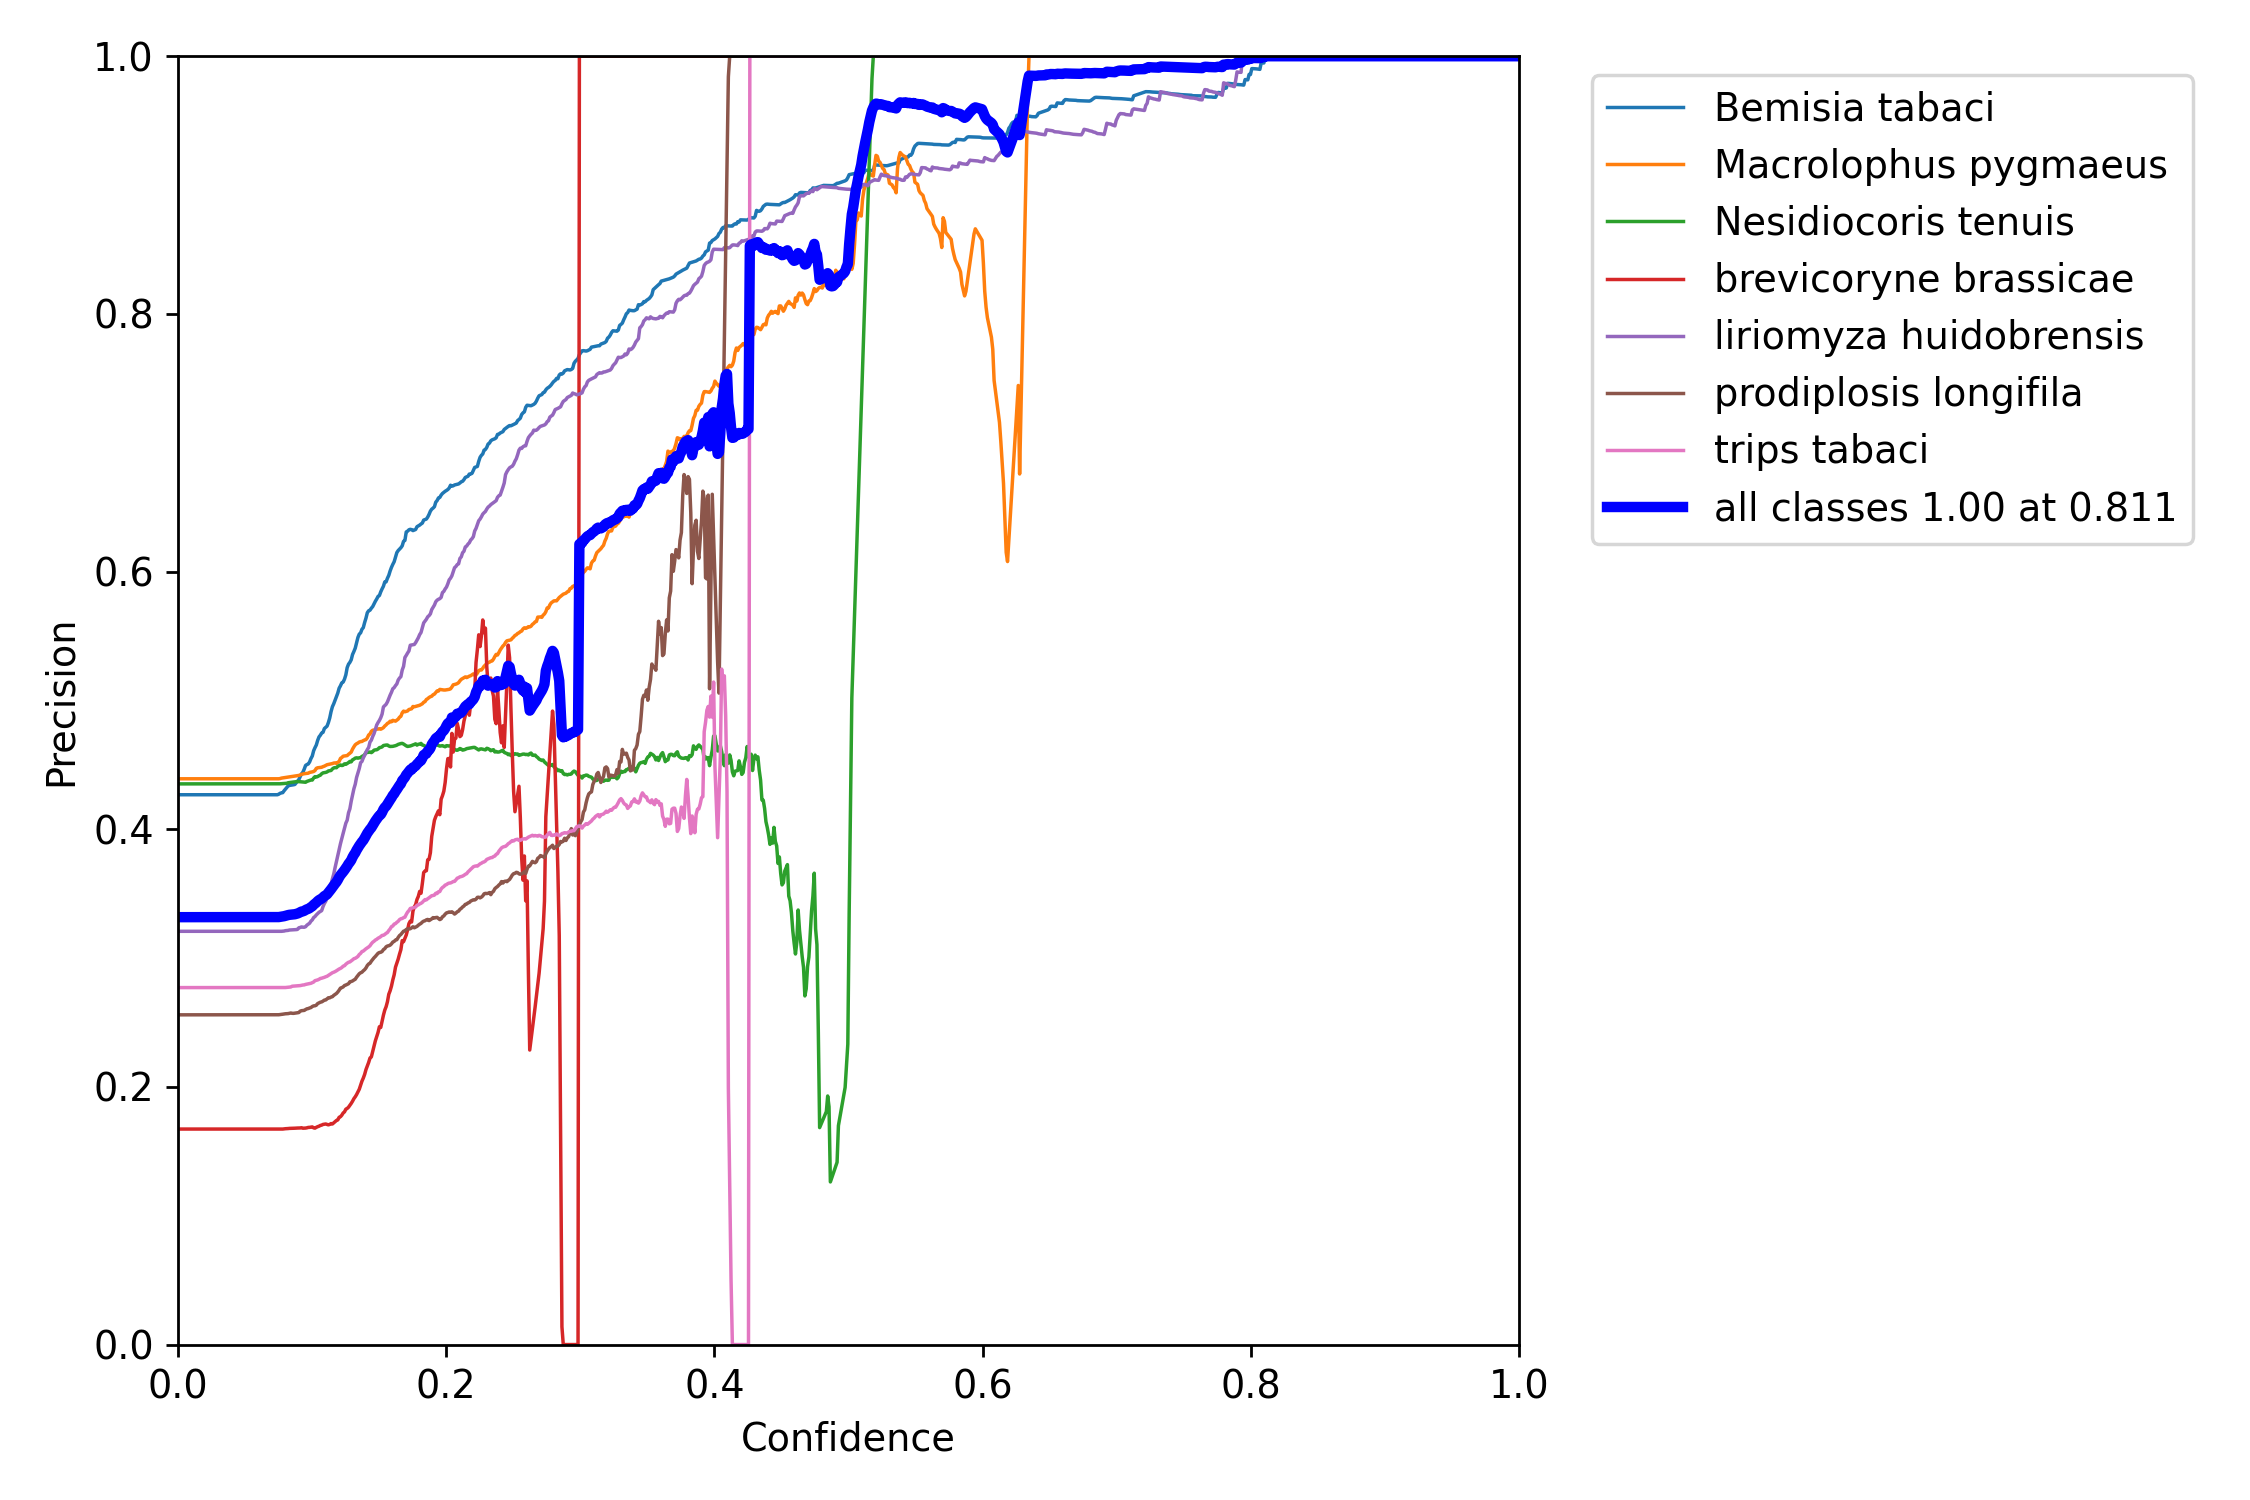 1.0
0.8
0.6
0.4
0.2
0.0
Precision
0.0 0.2 0.4 0.6 0.8 1.0
Confidence
Bemisia tabaci
Macrolophus pygmaeus
Nesidiocoris tenuis
brevicoryne brassicae
liriomyza huidobrensis
prodiplosis longifila
trips tabaci
all classes 1.00 at 0.811